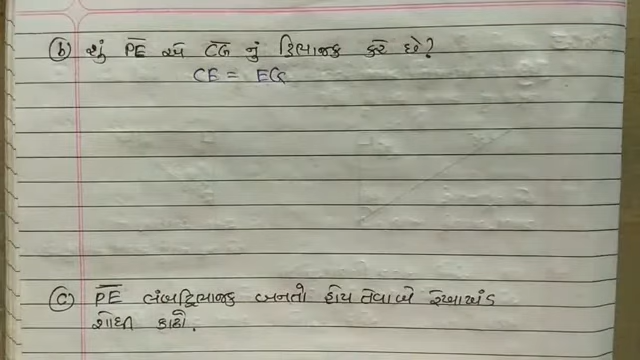 (b) શું PE એ CG નું દ્વિભાજક કરે છે?
CE = EG
(c) PE લંબદ્વિભાજક બનતો હોય તેવા બે રેખાખંડ
શોધી કાઢો.